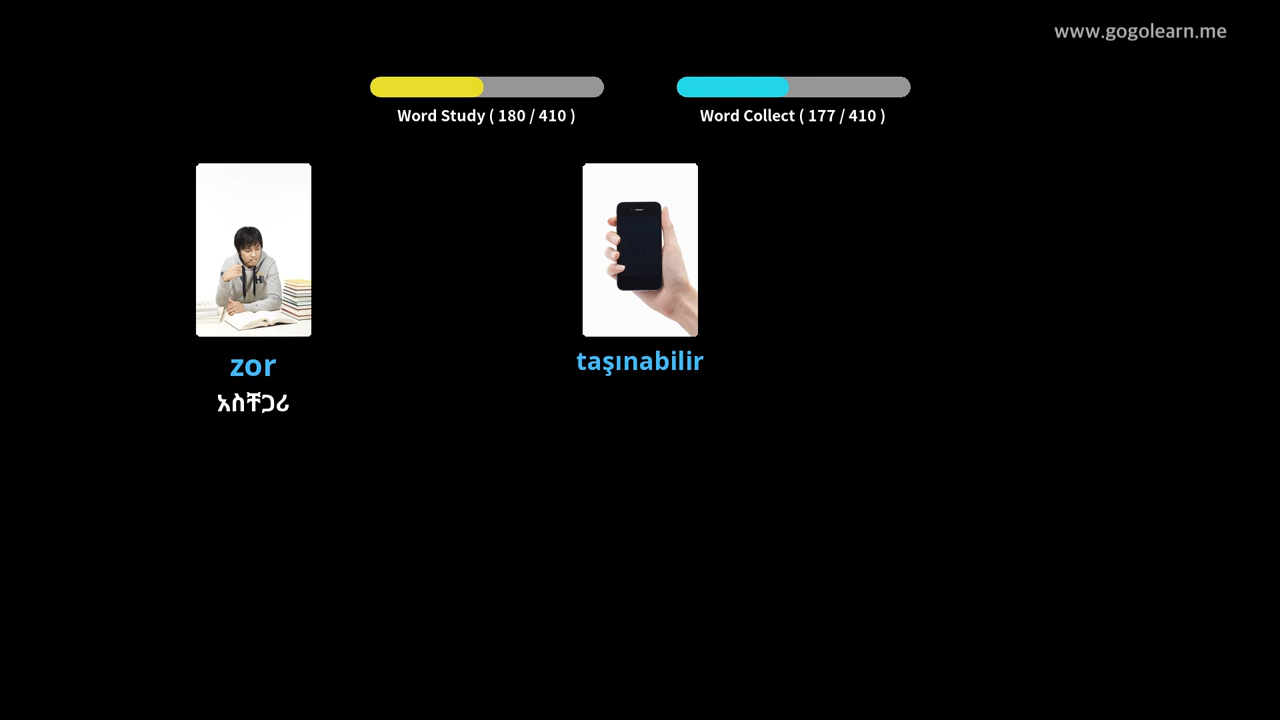 www.gogolearn.me
Word Study ( 180 / 410 )
Word Collect ( 177 / 410 )
zor
አስቸጋሪ
taşınabilir